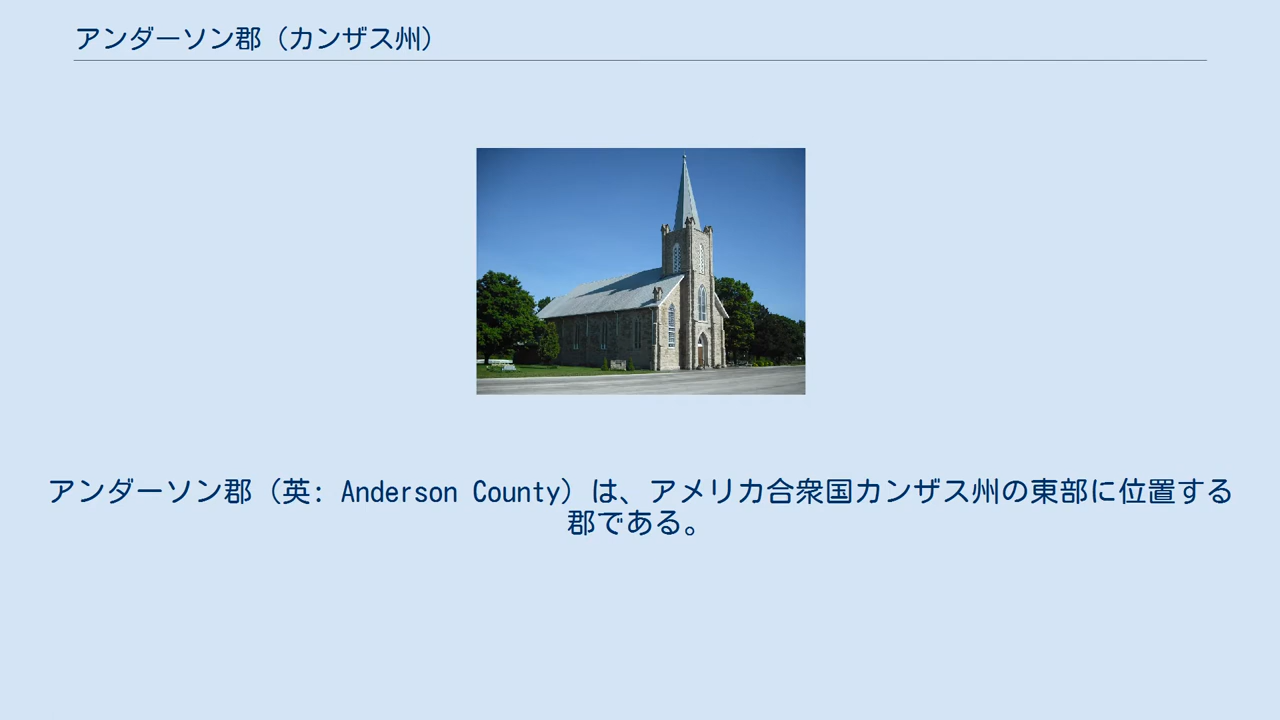 アンダーソン郡（カンザス州）
アンダーソン郡（英: Anderson County）は、アメリカ合衆国カンザス州の東部に位置する
郡である。